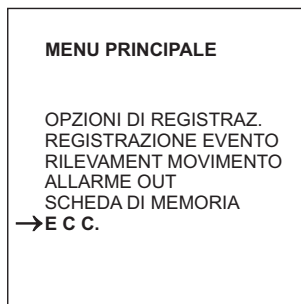 MENU PRINCIPALE
OPZIONI DI REGISTRAZ.
REGISTRAZIONE EVENTO
RILEVAMENT MOVIMENTO
ALLARME OUT
SCHEDA DI MEMORIA
→E C C.